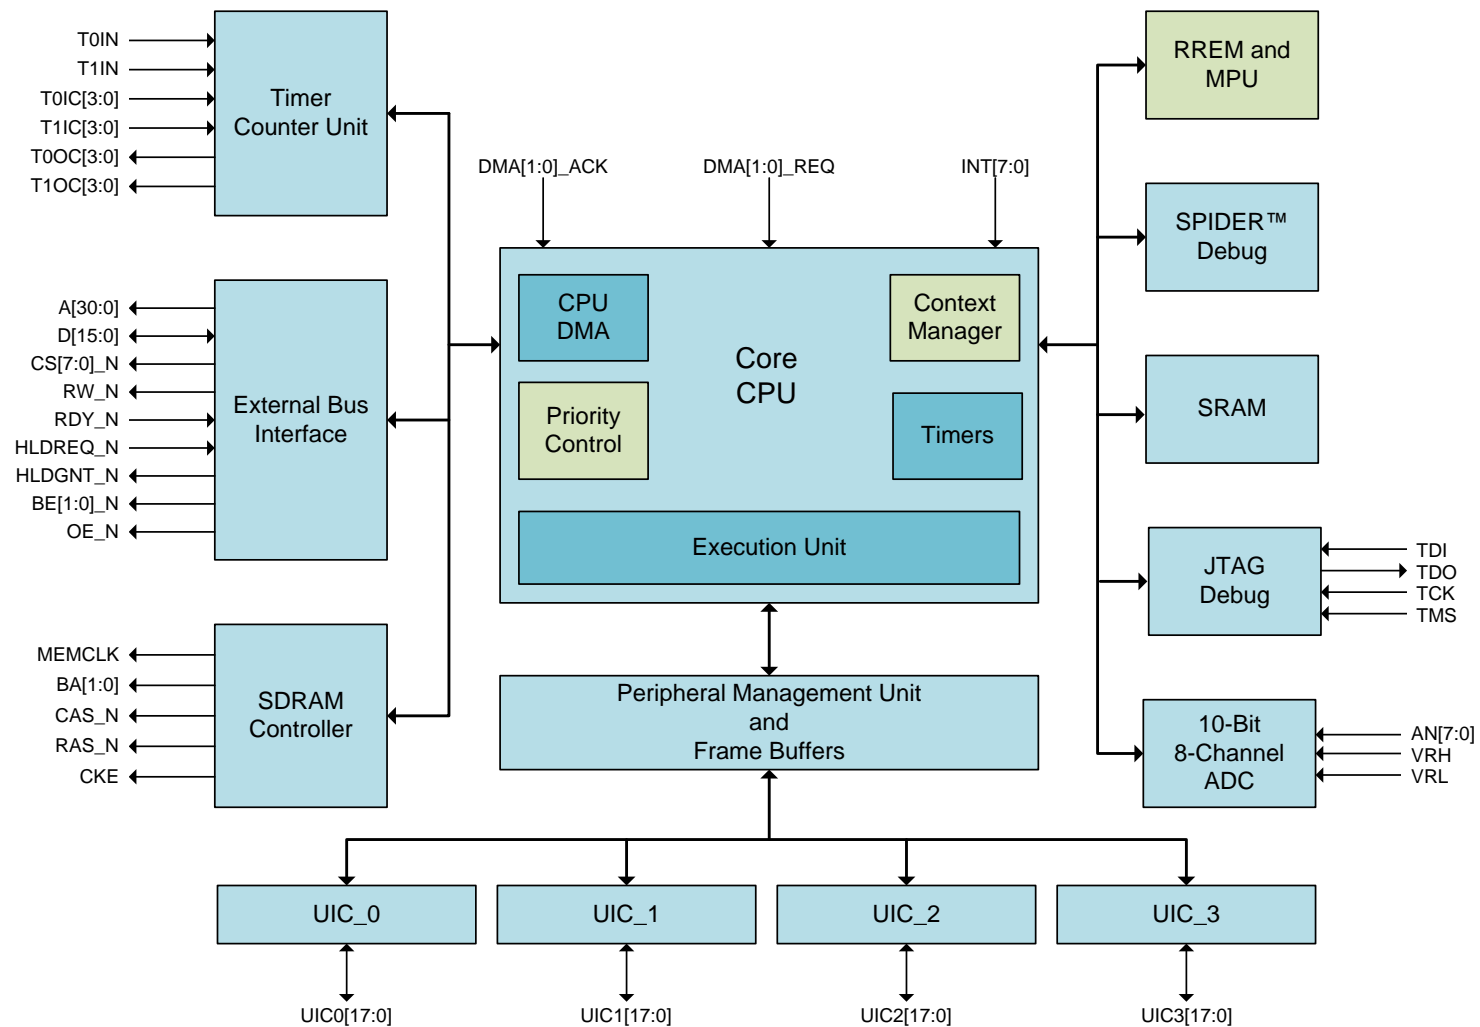 T0IN
T1IN
T0IC[3:0]
T1IC[3:0]
T0OC[3:0]
T1OC[3:0]
Timer
Counter Unit
A[30:0]
D[15:0]
CS[7:0]_N
RW_N
RDY_N
HLDREQ_N
HLDGNT_N
BE[1:0]_N
OE_N
External Bus
Interface
MEMCLK
BA[1:0]
CAS_N
RAS_N
CKE
SDRAM
Controller
DMA[1:0]_ACK
DMA[1:0]_REQ
INT[7:0]
CPU
DMA
Context
Manager
Core
CPU
Priority
Control
Timers
Execution Unit
Peripheral Management Unit
and
Frame Buffers
RREM and
MPU
SPIDER™
Debug
SRAM
JTAG
Debug
TDI
TDO
TCK
TMS
10-Bit
8-Channel
ADC
AN[7:0]
VRH
VRL
UIC_0
UIC_1
UIC_2
UIC_3
UIC0[17:0]
UIC1[17:0]
UIC2[17:0]
UIC3[17:0]